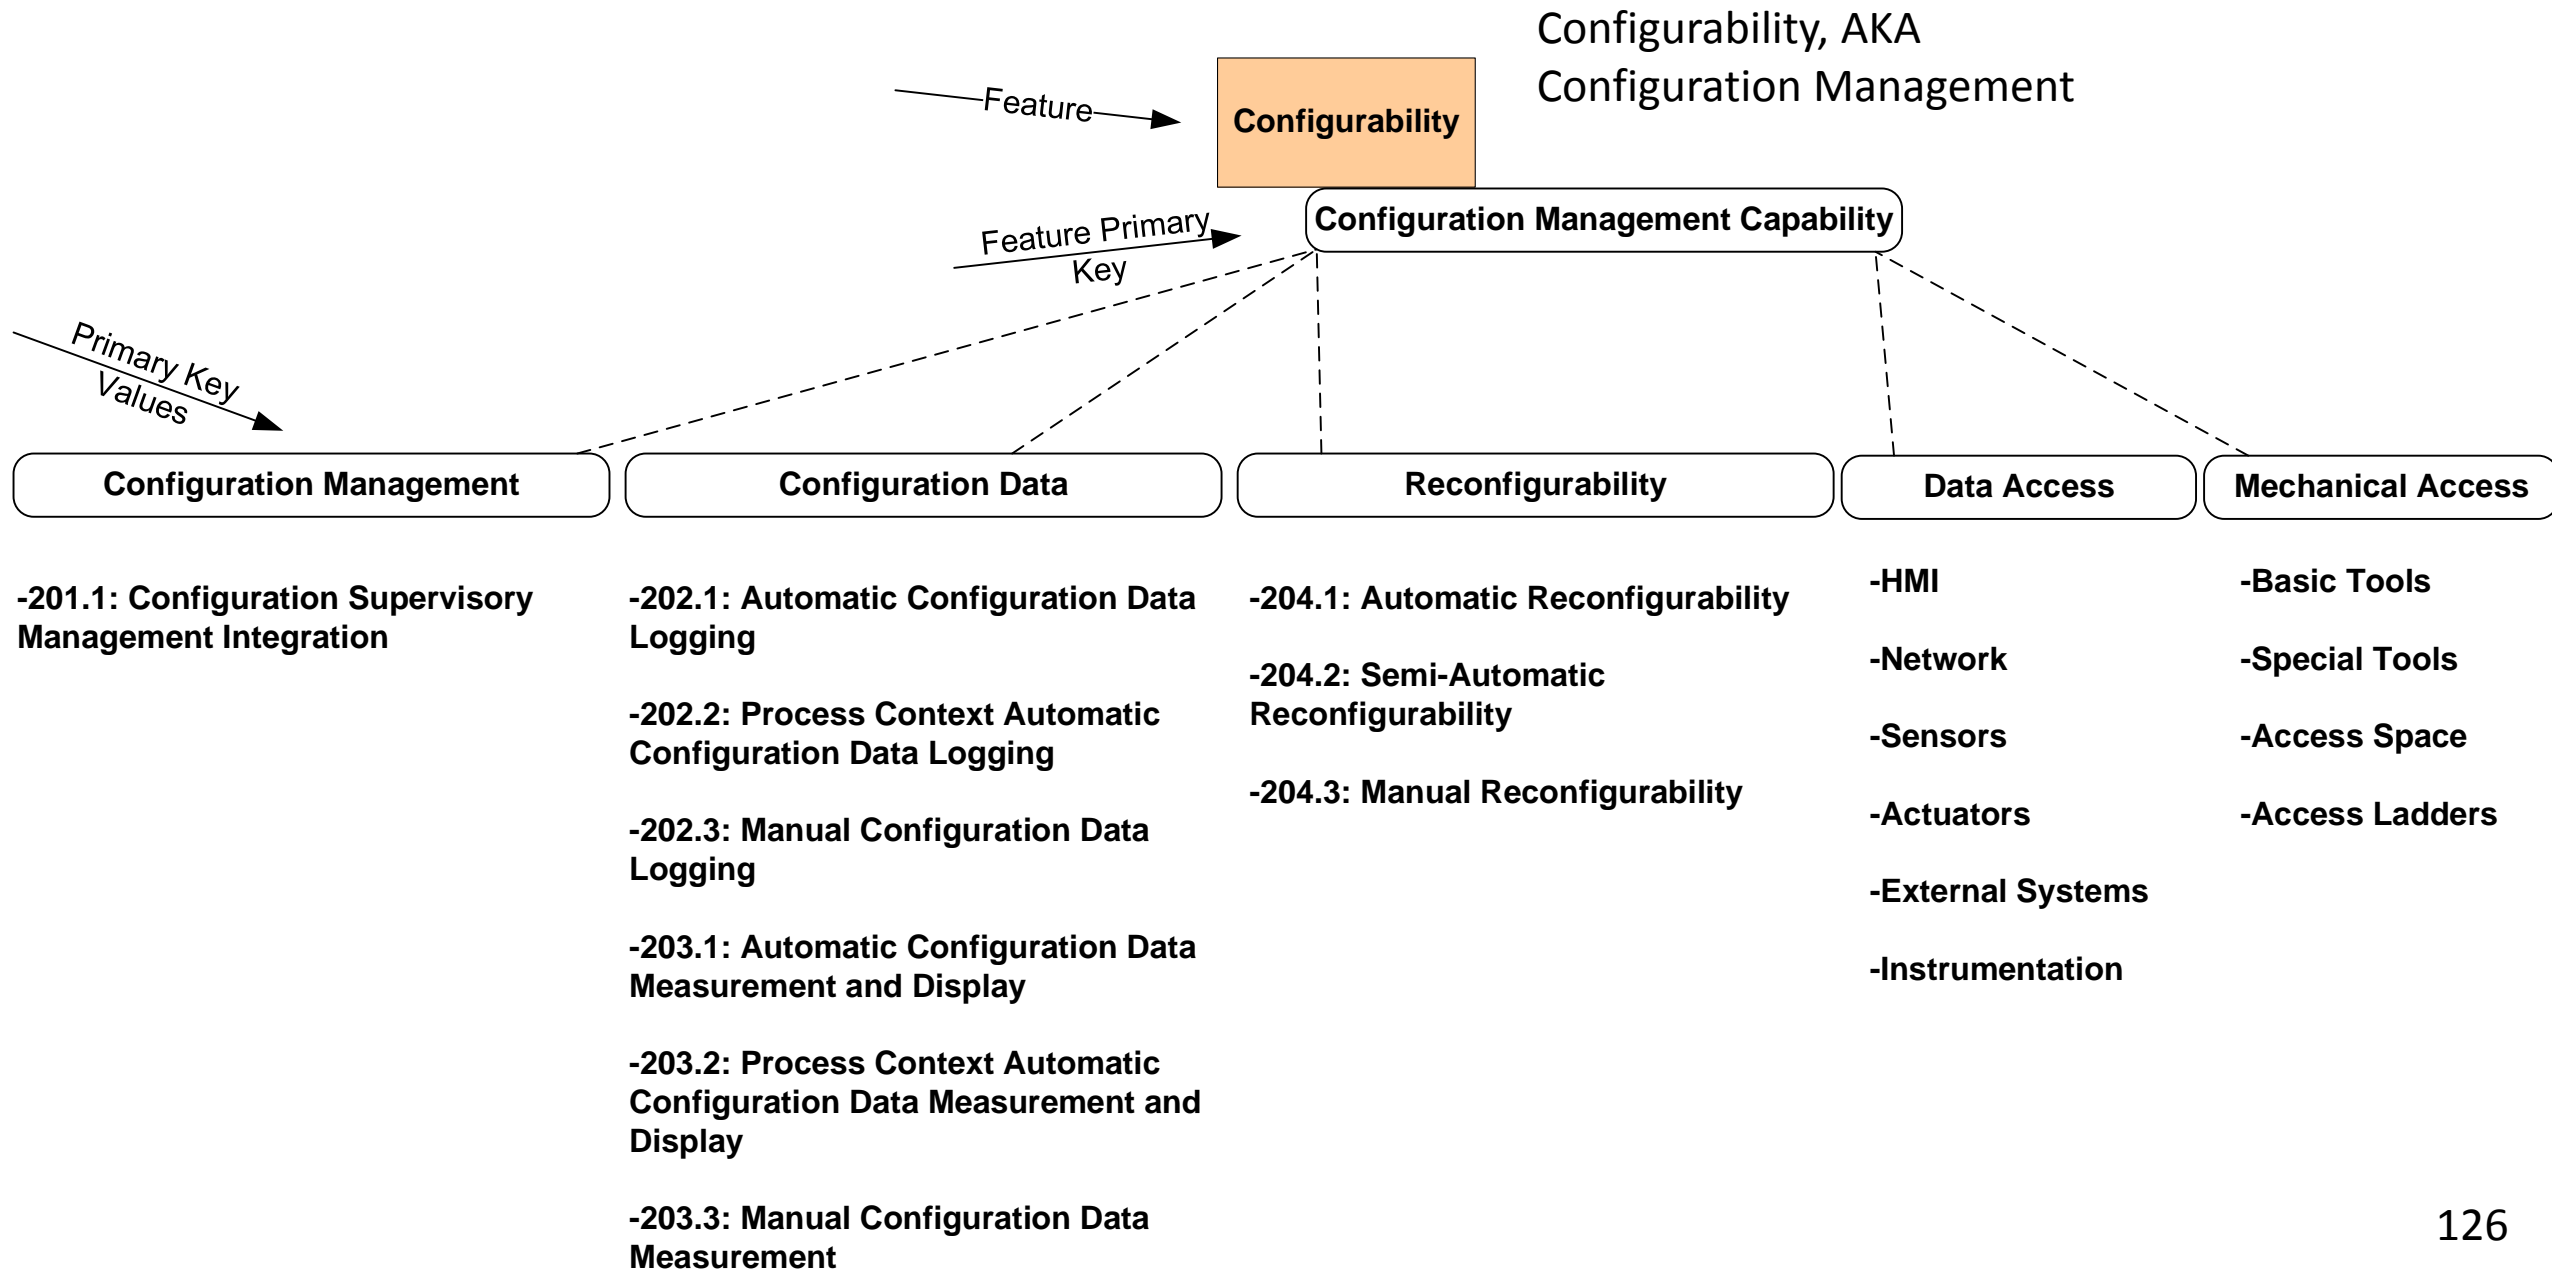 Configurability, AKA
Configuration Management
Feature
Configurability
Feature Primary
Key
Configuration Management Capability
Primary Key
Values
Configuration Management
Configuration Data
Reconfigurability
Data Access
Mechanical Access
-201.1: Configuration Supervisory
Management Integration
-202.1: Automatic Configuration Data
Logging
-202.2: Process Context Automatic
Configuration Data Logging
-202.3: Manual Configuration Data
Logging
-203.1: Automatic Configuration Data
Measurement and Display
-203.2: Process Context Automatic
Configuration Data Measurement and
Display
-203.3: Manual Configuration Data
Measurement
-204.1: Automatic Reconfigurability
-204.2: Semi-Automatic
Reconfigurability
-204.3: Manual Reconfigurability
-HMI
-Network
-Sensors
-Actuators
-External Systems
-Instrumentation
-Basic Tools
-Special Tools
-Access Space
-Access Ladders
126